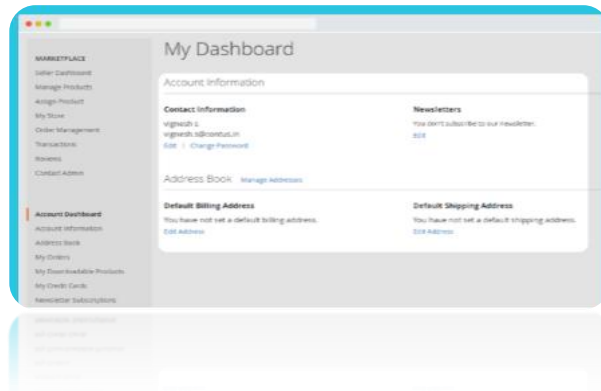 MARKETPLACE
Seller Dashboard
Manage Products
Assign Product
My Store
Order Management
Transactions
Reviews
Contact Admin
Account Dashboard
Account Information
Address Book
My Orders
My Downloadable Products
My Credit Cards
Newsletter Subscriptions
My Dashboard
Account Information
Contact Information
vignesh s
vignesh.s@contus.in
Edit | Change Password
Newsletters
You don't subscribe to our newsletter.
Edit
Address Book Manage Addresses
Default Billing Address
You have not set a default billing address.
Edit Address
Default Shipping Address
You have not set a default shipping address.
Edit Address